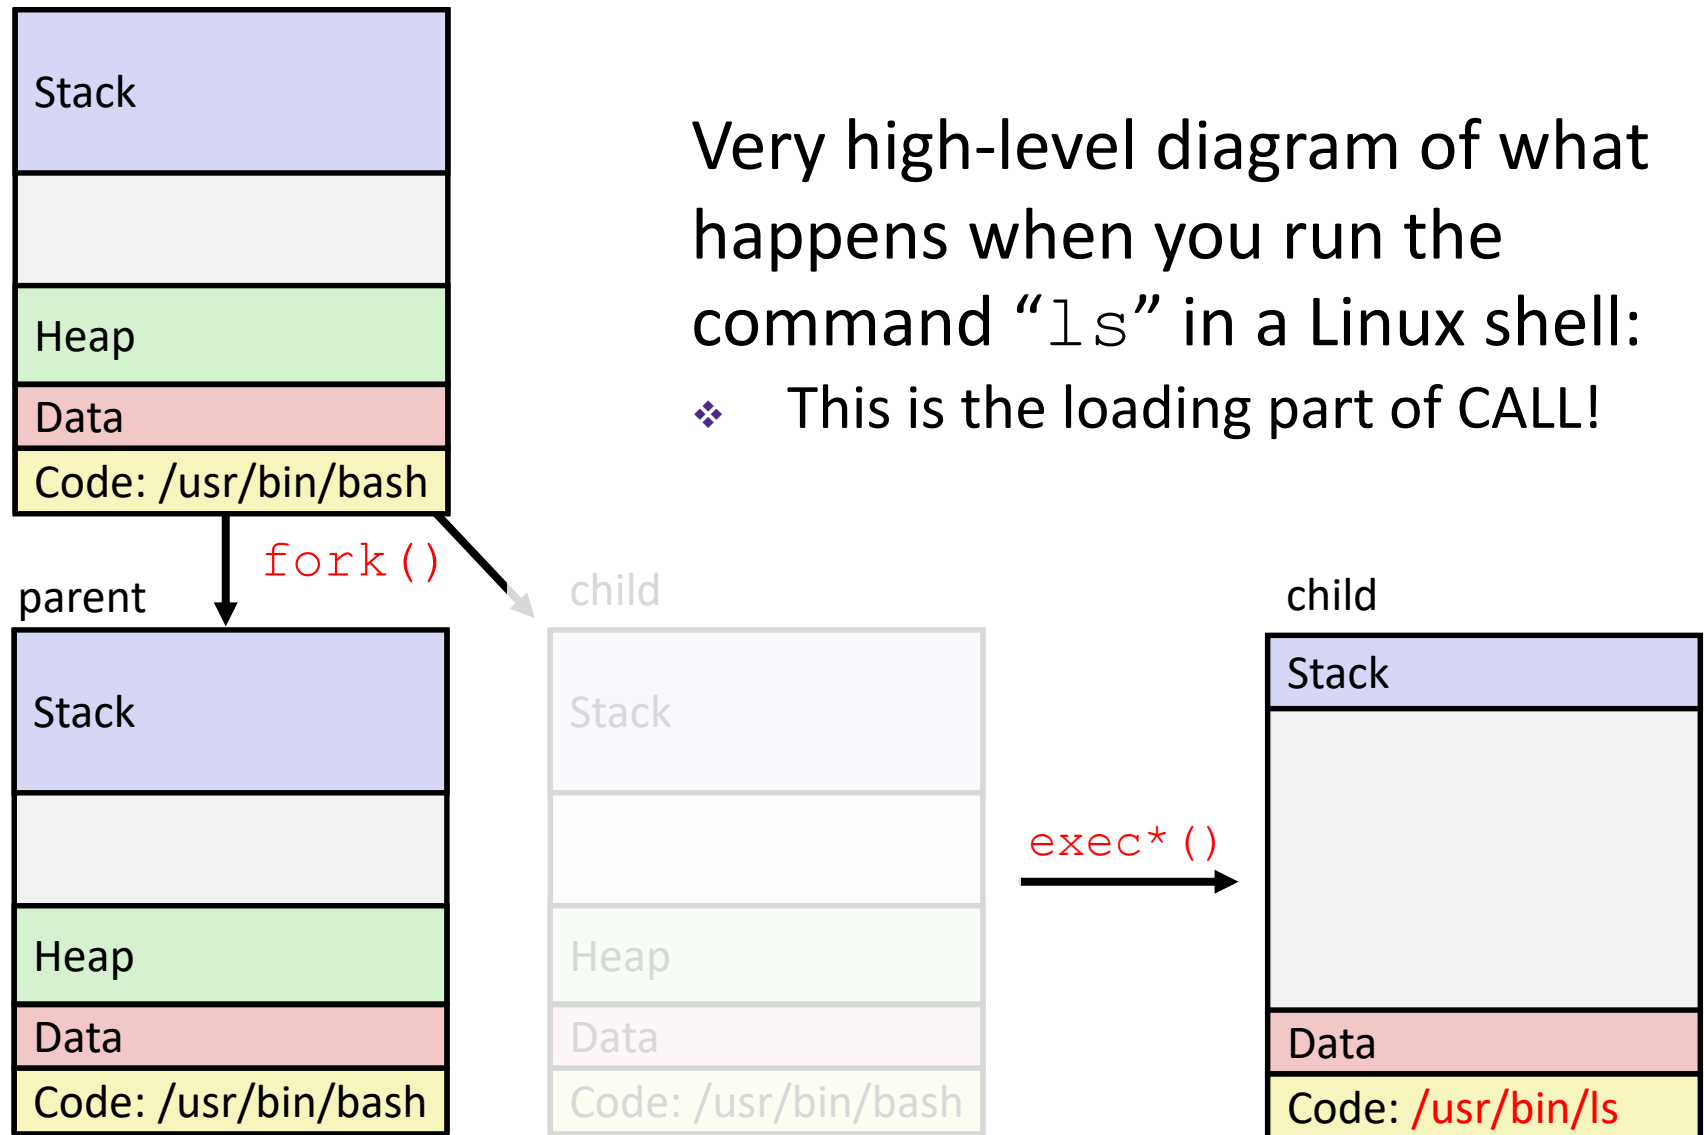 Stack
Heap
Data
Code: /usr/bin/bash
Very high-level diagram of what
happens when you run the
command “ls” in a Linux shell:
❖ This is the loading part of CALL!
fork()
parent
Stack
Heap
Data
Code: /usr/bin/bash
child
Stack
Heap
Data
Code: /usr/bin/bash
exec*()
child
Stack
Data
Code: /usr/bin/ls